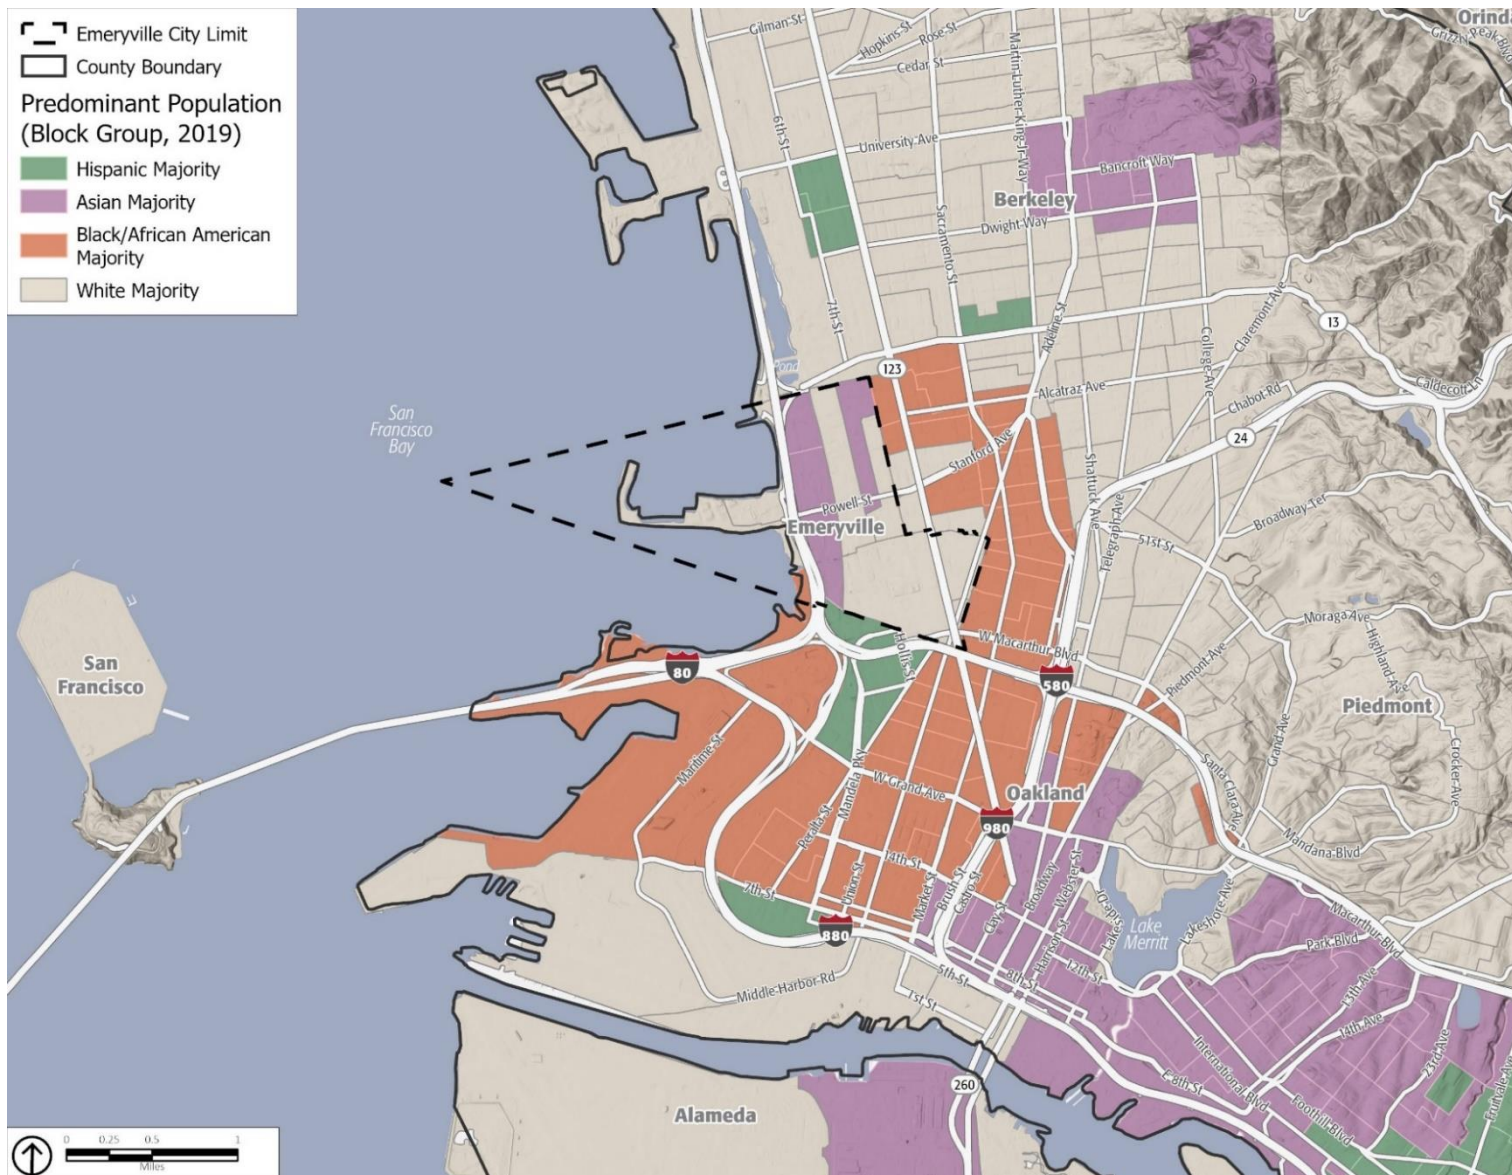 Emeryville City Limit
County Boundary
Predominant Population
(Block Group, 2019)
Hispanic Majority
Asian Majority
Black/African American
Majority
White Majority
Orinda
Grizzly Peak Blvd
Gilman St
Hopkins St
Rose St
Cedar St
Martin Luther King Jr Way
6th St
University Ave
Bancroft Way
Berkeley
Dwight Way
Sacramento St
7th St
Adeline St
College Ave
Claremont Ave
13
123
Pond
Alcatraz Ave
Chabot Rd
Caldecott Ln
24
San
Francisco
Bay
Stanford Ave
Shattuck Ave
Telegraph Ave
Powell St
Emeryville
Broadway Ter
51st St
Moraga Ave
Highland Ave
San
Francisco
80
Hollis St
W Macarthur Blvd
580
Piedmont Ave
Piedmont
Crocker Ave
Grand Ave
Santa Clara Ave
Maritime St
Mandela Pky
W Grand Ave
Oakland
980
Mandana Blvd
Peralta St
14th St
Union St
Market St
Brush St
Castro St
Clay St
Broadway
Webster St
Harrison St
7th St
880
Lake
Merritt
Lakeshore Ave
Macarthur Blvd
Park Blvd
12th St
8th St
5th St
1st St
Middle Harbor Rd
13th Ave
14th Ave
23rd Ave
International Blvd
E 8th St
Foothill Blvd
Fruitvale Ave
260
Alameda
0 0.25 0.5 1
Miles